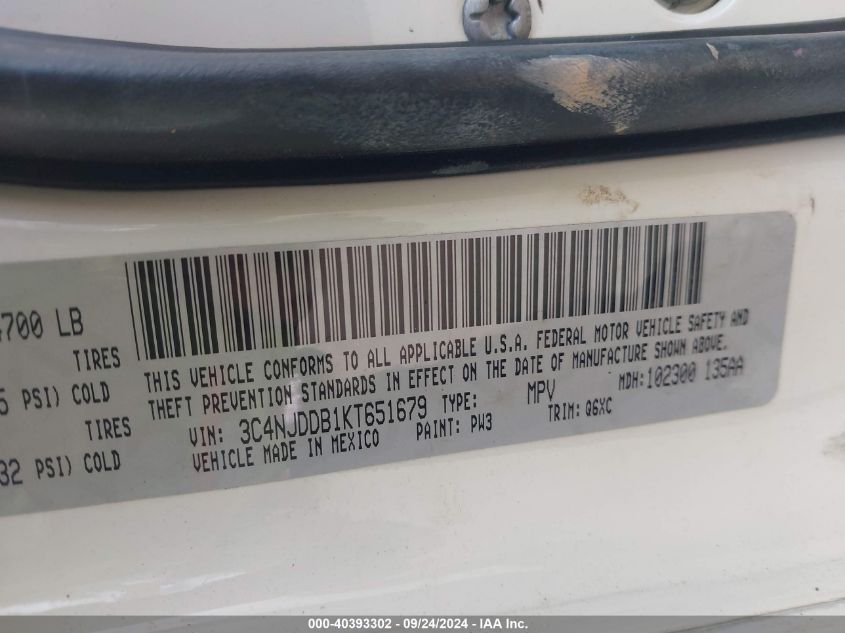 4700 LB
TIRES
5 PSI) COLD
TIRES
32 PSI) COLD
THIS VEHICLE CONFORMS TO ALL APPLICABLE U.S.A. FEDERAL MOTOR VEHICLE SAFETY AND
THEFT PREVENTION STANDARDS IN EFFECT ON THE DATE OF MANUFACTURE SHOWN ABOVE.
VIN: 3C4NJDDB1KT651679 TYPE: MPV MDH:102300 135AA
VEHICLE MADE IN MEXICO PAINT: PW3 TRIM: Q6XC
000-40393302 - 09/24/2024 - IAA Inc.